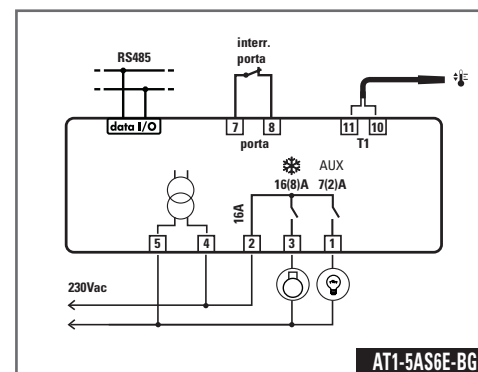 RS485
interr.
porta
data I/O
7 8
porta
11 10
T1
AUX
16(8)A 7(2)A
16A
5 4 2 3 1
230Vac
AT1-5AS6E-BG